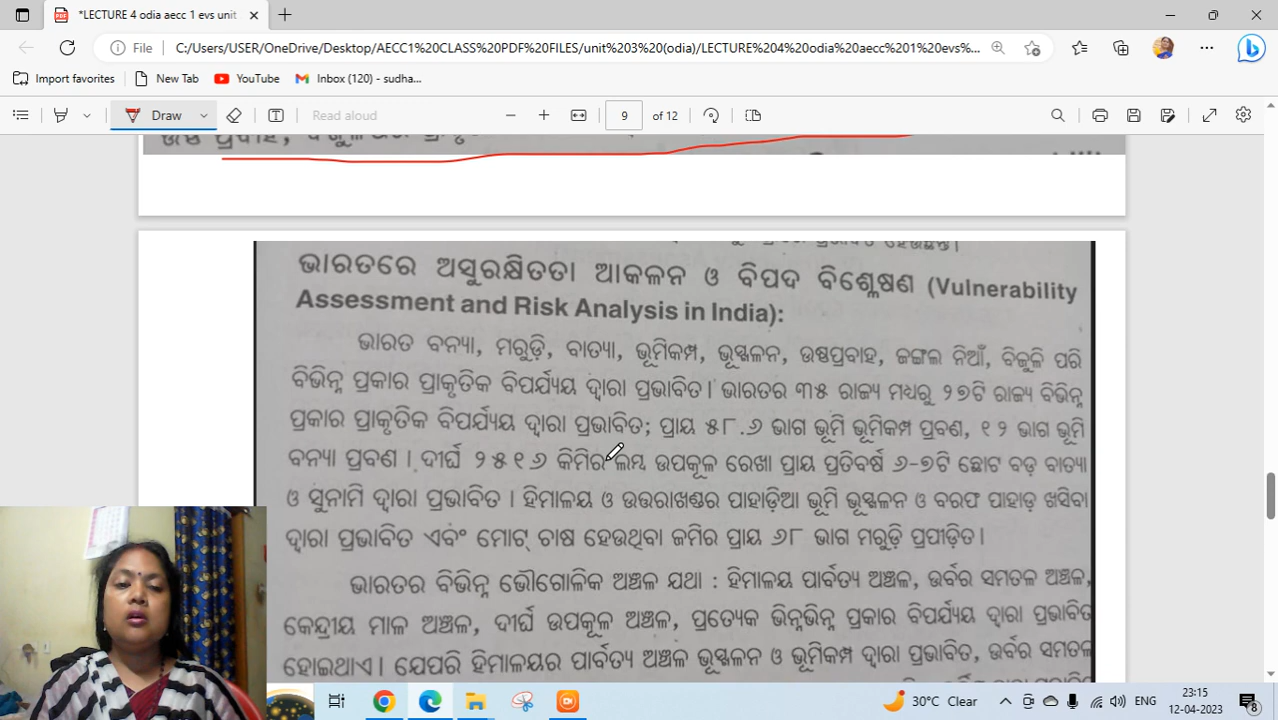 *LECTURE 4 odia aecc 1 evs unit
File C:/Users/USER/OneDrive/Desktop/AECC1%20CLASS%20PDF%20FILES/unit%203%20(odia)/LECTURE%204%20odia%20aecc%201%20evs%...
Import favorites New Tab YouTube Inbox (120) - sudha...
Draw Read aloud 9 of 12
ଭାରତରେ ଅସୁରକ୍ଷିତତା ଆକଳନ ଓ ବିପଦ ବିଶ୍ଳେଷଣ (Vulnerability
Assessment and Risk Analysis in India):
ଭାରତ ବନ୍ୟା, ମରୁଡ଼ି, ବାତ୍ୟା, ଭୂମିକମ୍ପ, ଭୂସ୍ଖଳନ, ଉଷ୍ମପ୍ରବାହ, ଜଙ୍ଗଲ ନିଆଁ, ବିଜୁଳି ପରି
ବିଭିନ୍ନ ପ୍ରକାର ପ୍ରାକୃତିକ ବିପର୍ଯ୍ୟୟ ଦ୍ୱାରା ପ୍ରଭାବିତ। ଭାରତର ୩୫ ରାଜ୍ୟ ମଧ୍ୟରୁ ୨୭ଟି ରାଜ୍ୟ ବିଭିନ୍ନ
ପ୍ରକାର ପ୍ରାକୃତିକ ବିପର୍ଯ୍ୟୟ ଦ୍ୱାରା ପ୍ରଭାବିତ; ପ୍ରାୟ ୫୮.୬ ଭାଗ ଭୂମି ଭୂମିକମ୍ପ ପ୍ରବଣ, ୧୨ ଭାଗ ଭୂମି
ବନ୍ୟା ପ୍ରବଣ। ଦୀର୍ଘ ୨୫୧୬ କିମିର ଲମ୍ବ ଉପକୂଳ ରେଖା ପ୍ରାୟ ପ୍ରତିବର୍ଷ ୬-୭ଟି ଛୋଟ ବଡ଼ ବାତ୍ୟା
ଓ ସୁନାମି ଦ୍ୱାରା ପ୍ରଭାବିତ। ହିମାଳୟ ଓ ଉତ୍ତରାଖଣ୍ଡର ପାହାଡ଼ିଆ ଭୂମି ଭୂସ୍ଖଳନ ଓ ବରଫ ପାହାଡ଼ ଖସିବା
ଦ୍ୱାରା ପ୍ରଭାବିତ ଏବଂ ମୋଟ୍ ଚାଷ ହେଉଥିବା ଜମିର ପ୍ରାୟ ୬୮ ଭାଗ ମରୁଡ଼ି ପ୍ରପୀଡ଼ିତ।
ଭାରତର ବିଭିନ୍ନ ଭୌଗୋଳିକ ଅଞ୍ଚଳ ଯଥା : ହିମାଳୟ ପାର୍ବତ୍ୟ ଅଞ୍ଚଳ, ଉର୍ବର ସମତଳ ଅଞ୍ଚଳ,
କେନ୍ଦ୍ରୀୟ ମାଳ ଅଞ୍ଚଳ, ଦୀର୍ଘ ଉପକୂଳ ଅଞ୍ଚଳ, ପ୍ରତ୍ୟେକ ଭିନ୍ନଭିନ୍ନ ପ୍ରକାର ବିପର୍ଯ୍ୟୟ ଦ୍ୱାରା ପ୍ରଭାବିତ
ହୋଇଥାଏ। ଯେପରି ହିମାଳୟର ପାର୍ବତ୍ୟ ଅଞ୍ଚଳ ଭୂସ୍ଖଳନ ଓ ଭୂମିକମ୍ପ ଦ୍ୱାରା ପ୍ରଭାବିତ, ଉର୍ବର ସମତଳ
30°C Clear ENG 23:15
12-04-2023 8